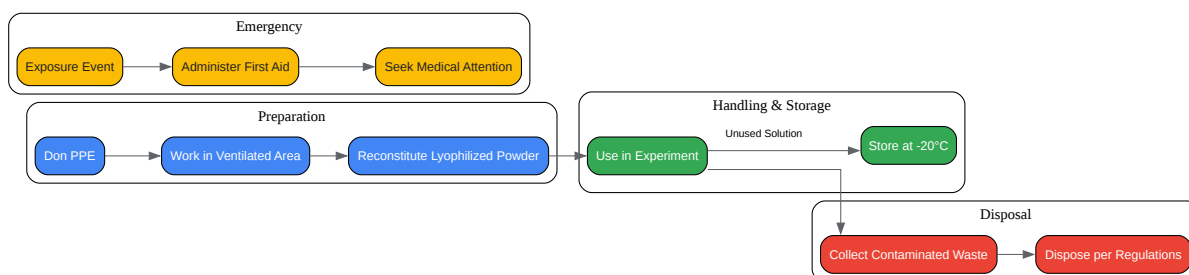 Emergency
Exposure Event
Administer First Aid
Seek Medical Attention
Preparation
Don PPE
Work in Ventilated Area
Reconstitute Lyophilized Powder
Handling & Storage
Use in Experiment
Unused Solution
Store at -20°C
Disposal
Collect Contaminated Waste
Dispose per Regulations